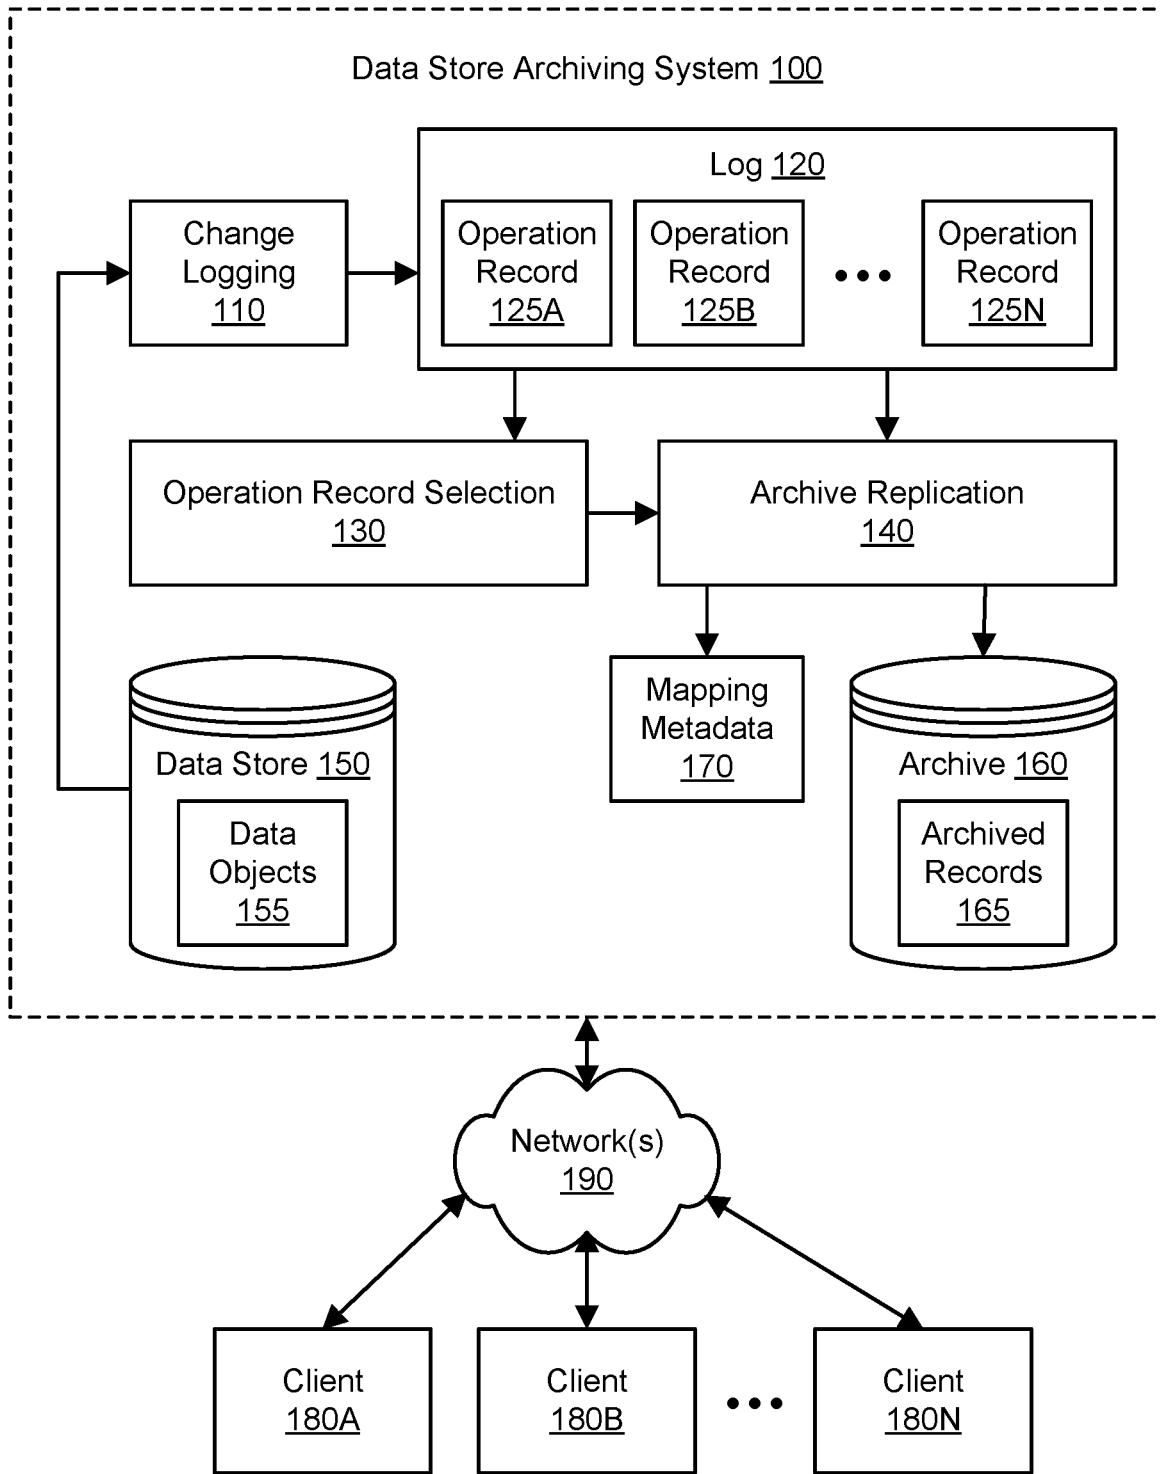 Data Store Archiving System 100
Log 120
Change
Logging
110
Operation
Record
125A
Operation
Record
125B
Operation
Record
125N
Operation Record Selection
130
Archive Replication
140
Data Store 150
Data
Objects
155
Mapping
Metadata
170
Archive 160
Archived
Records
165
Network(s)
190
Client
180A
Client
180B
Client
180N